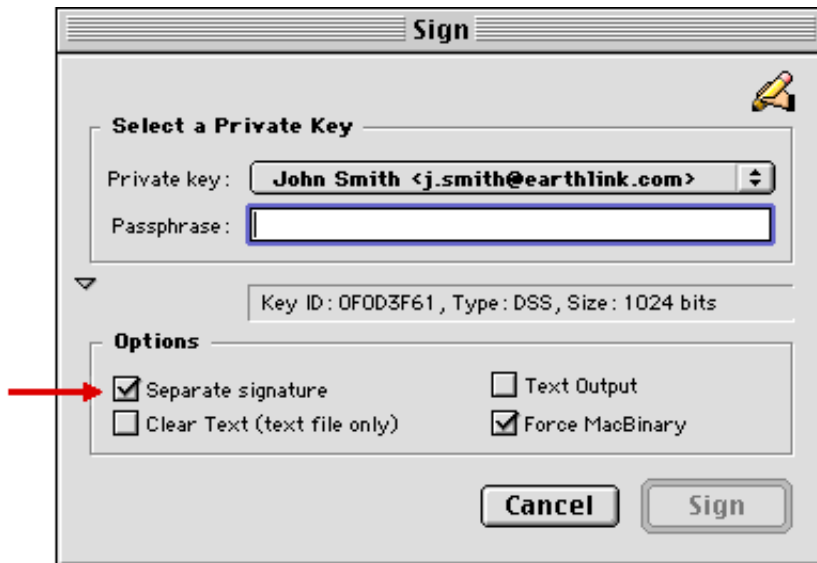 Sign
Select a Private Key
Private key: John Smith <j.smith@earthlink.com>
Passphrase:
Key ID: 0F0D3F61, Type: DSS, Size: 1024 bits
Options
Separate signature
Text Output
Clear Text (text file only)
Force MacBinary
Cancel
Sign